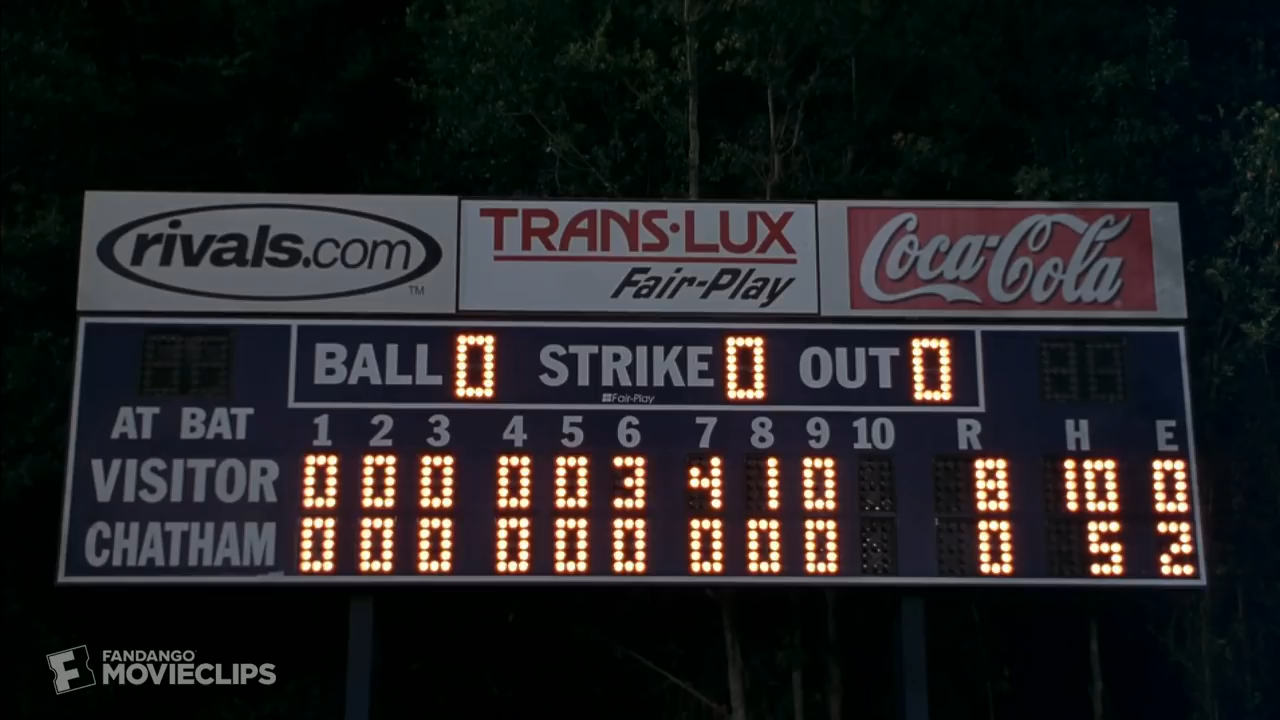 rivals.com
TM
TRANS·LUX
Fair-Play
Coca-Cola
BALL 0 STRIKE 0 OUT 0
Fair-Play
AT BAT 1 2 3 4 5 6 7 8 9 10 R H E
VISITOR 0 0 0 0 0 3 4 1 0 8 10 0
CHATHAM 0 0 0 0 0 0 0 0 0 0 5 2
FANDANGO
MOVIECLIPS